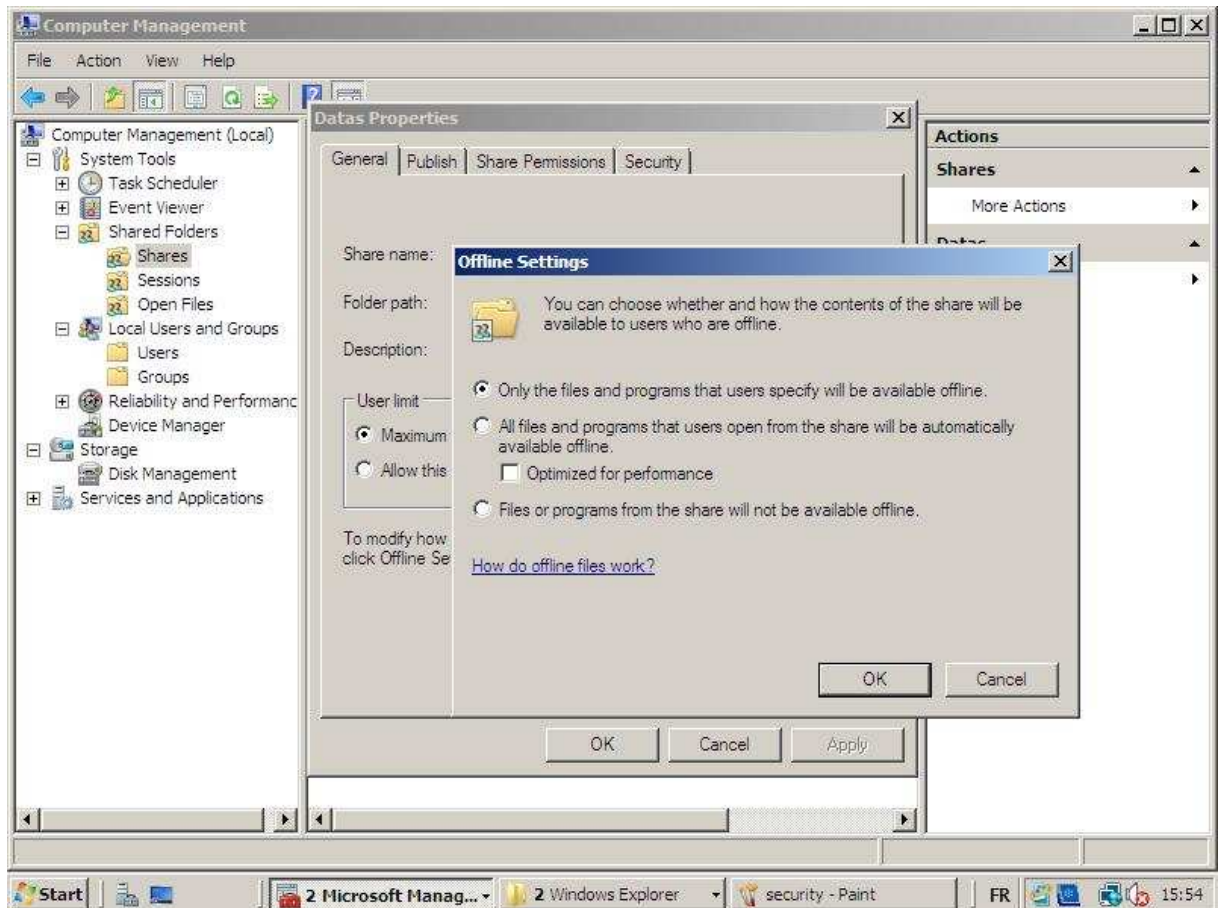 Computer Management
File Action View Help
Computer Management (Local)
System Tools
Task Scheduler
Event Viewer
Shared Folders
Shares
Sessions
Open Files
Local Users and Groups
Users
Groups
Reliability and Performanc
Device Manager
Storage
Disk Management
Services and Applications
Datas Properties
General Publish Share Permissions Security
Share name:
Folder path:
Description:
User limit
Maximum
Allow this
To modify how
click Offline Se
OK Cancel Apply
Offline Settings
You can choose whether and how the contents of the share will be
available to users who are offline.
Only the files and programs that users specify will be available offline.
All files and programs that users open from the share will be automatically
available offline.
Optimized for performance
Files or programs from the share will not be available offline.
How do offline files work?
OK Cancel
Actions
Shares
More Actions
Datas
Start 2 Microsoft Manag... 2 Windows Explorer security - Paint FR 15:54